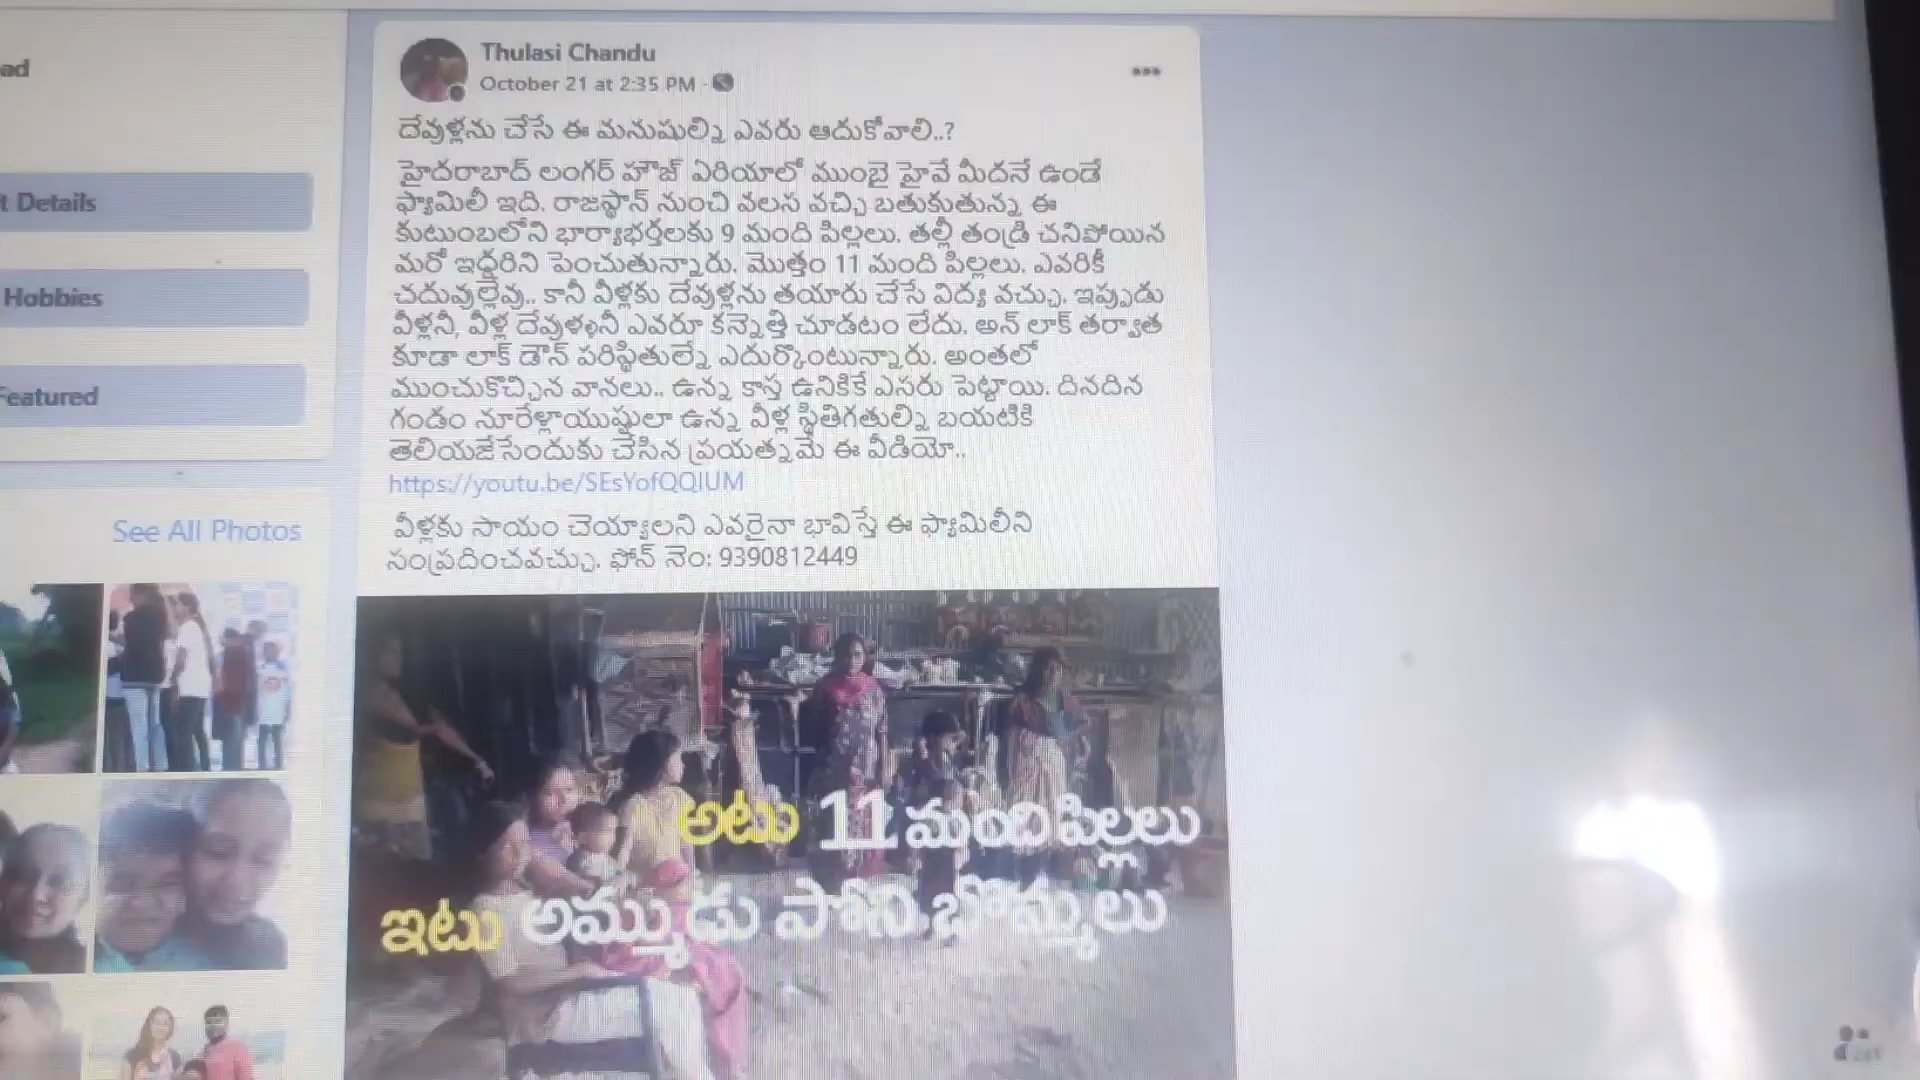 ad
t Details
Hobbies
Featured
See All Photos
Thulasi Chandu
October 21 at 2:35 PM ·
దేవుళ్లను చేసే ఈ మనుషుల్ని ఎవరు ఆదుకోవాలి..?
హైదరాబాద్ లంగర్ హౌజ్ ఏరియాలో ముంబై హైవే మీదనే ఉండే
ఫ్యామిలీ ఇది. రాజస్థాన్ నుంచి వలస వచ్చి బతుకుతున్న ఈ
కుటుంబలోని భార్యాభర్తలకు 9 మంది పిల్లలు. తల్లీ తండ్రి చనిపోయిన
మరో ఇద్దరిని పెంచుతున్నారు. మొత్తం 11 మంది పిల్లలు. ఎవరికీ
చదువుల్లేవు.. కానీ వీళ్లకు దేవుళ్లను తయారు చేసే విద్య వచ్చు. ఇప్పుడు
వీళ్లనీ, వీళ్ల దేవుళ్లనీ ఎవరూ కన్నెత్తి చూడటం లేదు. అన్ లాక్ తర్వాత
కూడా లాక్ డౌన్ పరిస్థితుల్నే ఎదుర్కొంటున్నారు. అంతలో
ముంచుకొచ్చిన వానలు.. ఉన్న కాస్త ఉనికికే ఎసరు పెట్టాయి. దినదిన
గండం నూరేళ్లాయుష్షులా ఉన్న వీళ్ల స్థితిగతుల్ని బయటికి
తెలియజేసేందుకు చేసిన ప్రయత్నమే ఈ వీడియో..
https://youtu.be/SEsYofQQIUM
వీళ్లకు సాయం చెయ్యాలని ఎవరైనా భావిస్తే ఈ ఫ్యామిలీని
సంప్రదించవచ్చు. ఫోన్ నెం: 9390812449
అటు 11 మంది పిల్లలు
ఇటు అమ్ముడు పోని బొమ్మలు